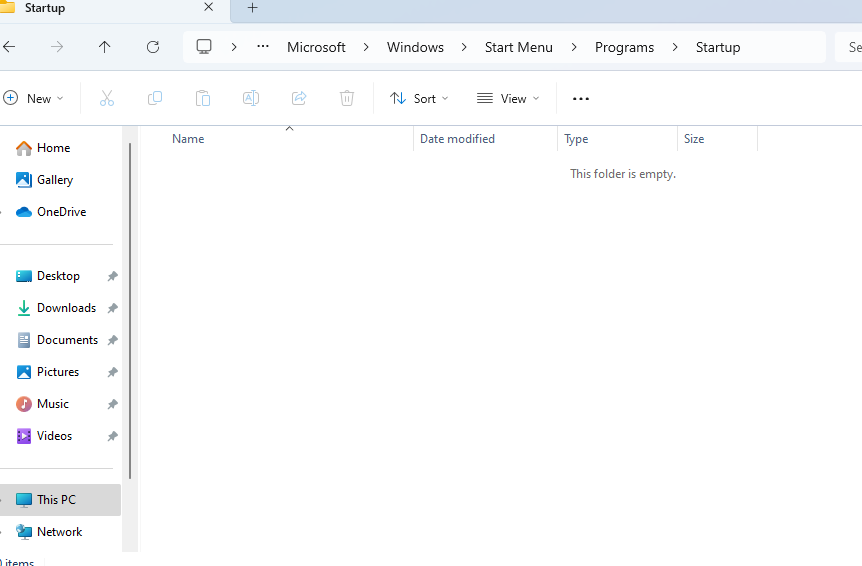 Startup
Microsoft > Windows > Start Menu > Programs > Startup
Se
New
Sort
View
Name
Date modified
Type
Size
This folder is empty.
Home
Gallery
OneDrive
Desktop
Downloads
Documents
Pictures
Music
Videos
This PC
Network
items